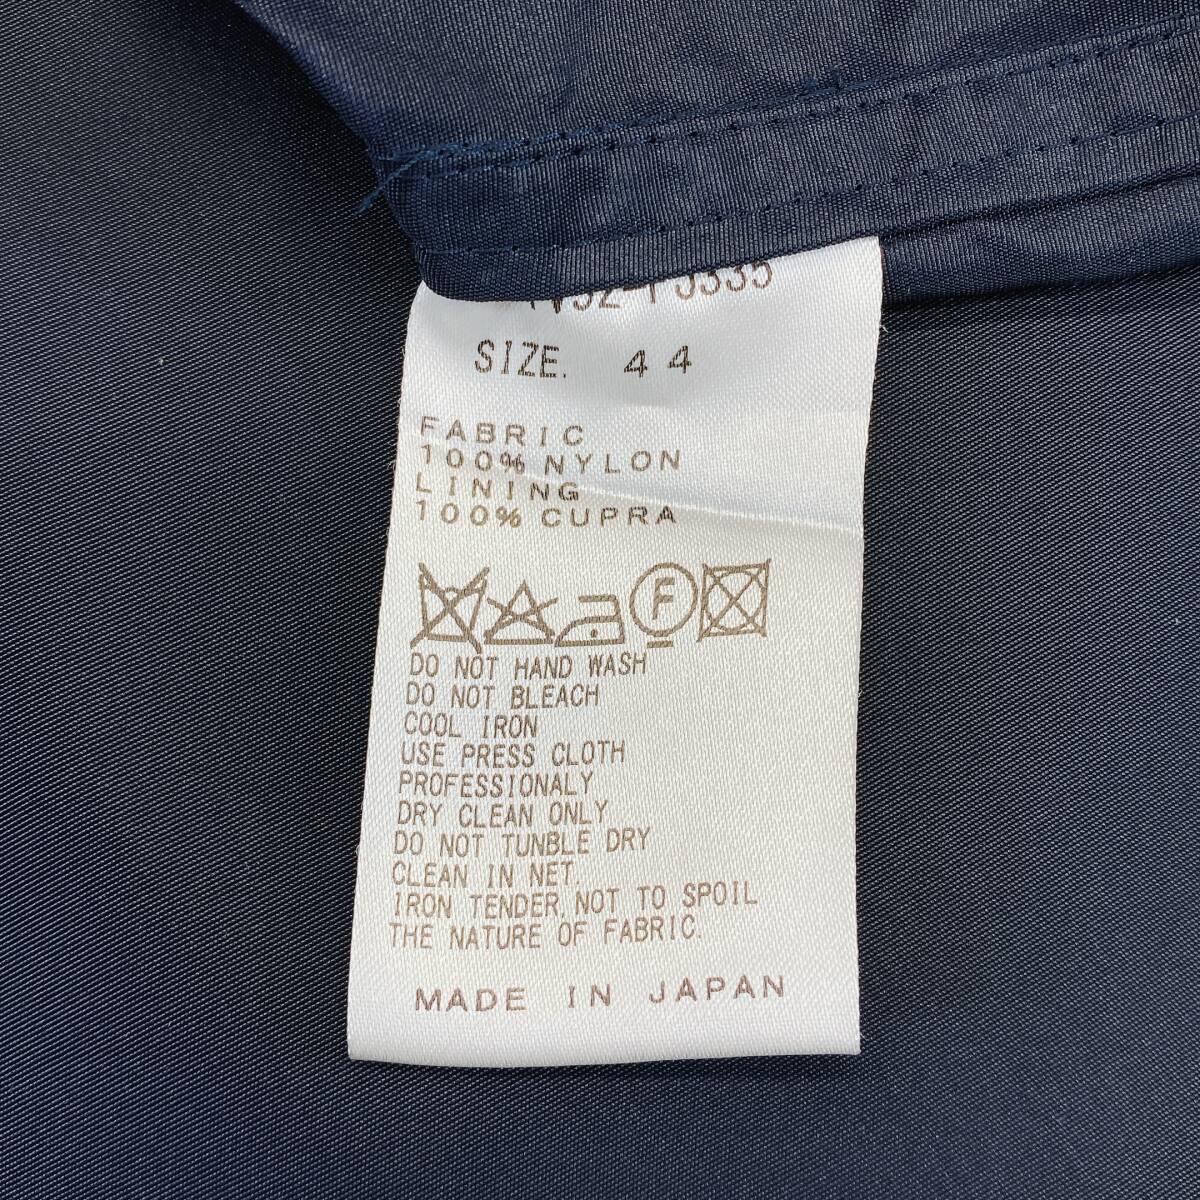 SIZE. 44
FABRIC
100% NYLON
LINING
100% CUPRA
F
DO NOT HAND WASH
DO NOT BLEACH
COOL IRON
USE PRESS CLOTH
PROFESSIONALY
DRY CLEAN ONLY
DO NOT TUNBLE DRY
CLEAN IN NET.
IRON TENDER, NOT TO SPOIL
THE NATURE OF FABRIC.
MADE IN JAPAN